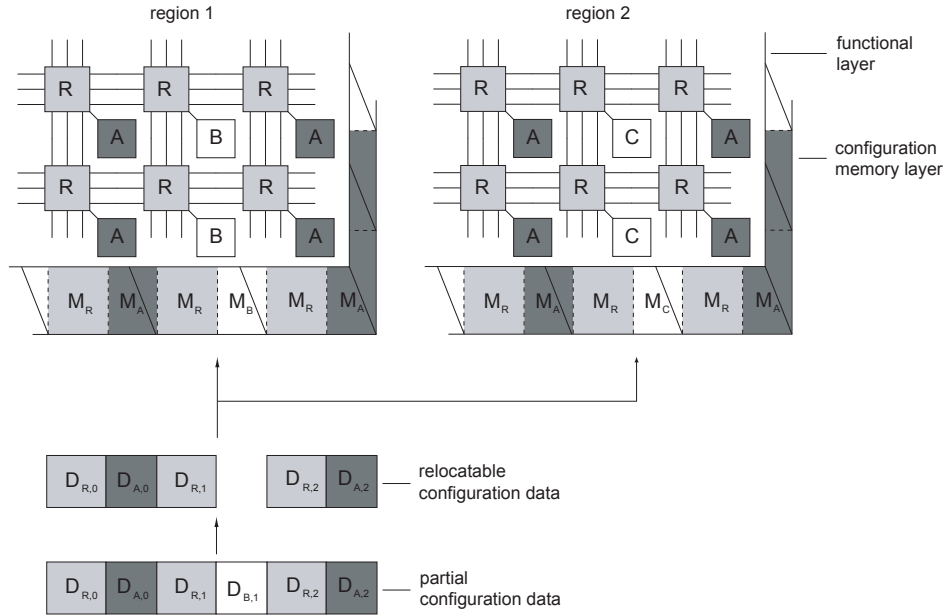 region 1
region 2
functional
layer
R R R
R R R
A B A
A C A
configuration
memory layer
R R R
R R R
A B A
A C A
M_R M_A M_R M_B M_R M_A
M_R M_A M_R M_C M_R M_A
D_R,0 D_A,0 D_R,1
D_R,2 D_A,2
relocatable
configuration data
D_R,0 D_A,0 D_R,1 D_B,1 D_R,2 D_A,2
partial
configuration data